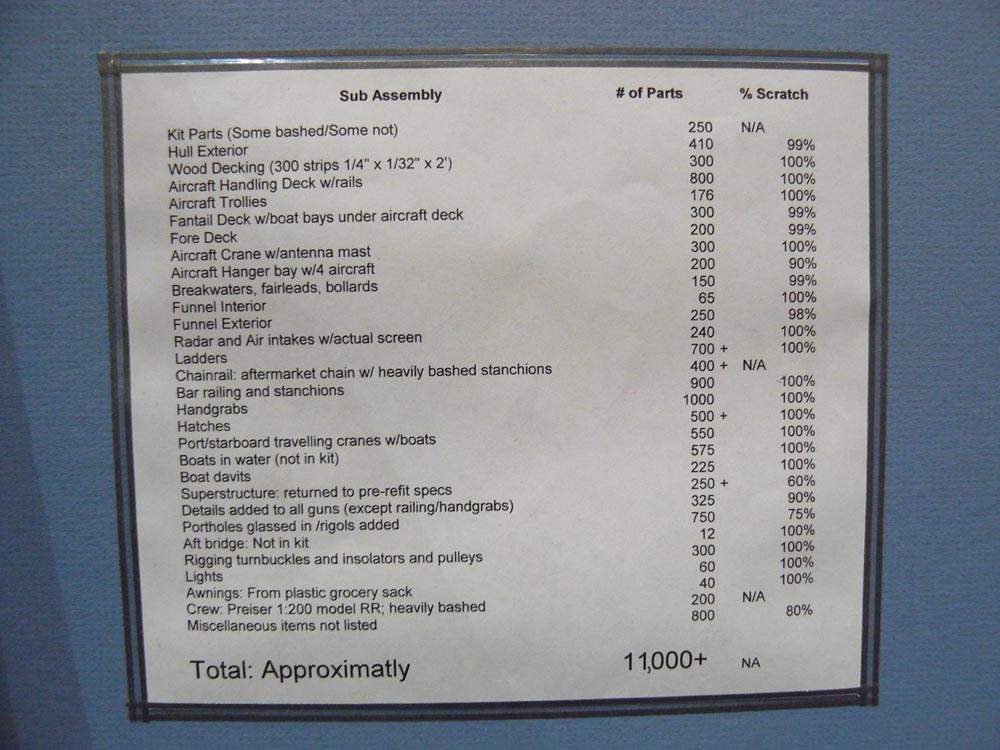 Sub Assembly # of Parts % Scratch
Kit Parts (Some bashed/Some not) 250 N/A
Hull Exterior 410 99%
Wood Decking (300 strips 1/4" x 1/32" x 2') 300 100%
Aircraft Handling Deck w/rails 800 100%
Aircraft Trollies 176 100%
Fantail Deck w/boat bays under aircraft deck 300 99%
Fore Deck 200 99%
Aircraft Crane w/antenna mast 300 100%
Aircraft Hanger bay w/4 aircraft 200 90%
Breakwaters, fairleads, bollards 150 99%
Funnel Interior 65 100%
Funnel Exterior 250 98%
Radar and Air intakes w/actual screen 240 100%
Ladders 700 + 100%
Chainrail: aftermarket chain w/ heavily bashed stanchions 400 + N/A
Bar railing and stanchions 900 100%
Handgrabs 1000 100%
Hatches 500 + 100%
Port/starboard travelling cranes w/boats 550 100%
Boats in water (not in kit) 575 100%
Boat davits 225 100%
Superstructure: returned to pre-refit specs 250 + 60%
Details added to all guns (except railing/handgrabs) 325 90%
Portholes glassed in /rigols added 750 75%
Aft bridge: Not in kit 12 100%
Rigging turnbuckles and insolators and pulleys 300 100%
Lights 60 100%
Awnings: From plastic grocery sack 40 100%
Crew: Preiser 1:200 model RR; heavily bashed 200 N/A
Miscellaneous items not listed 800 80%
Total: Approximatly 11,000+ NA